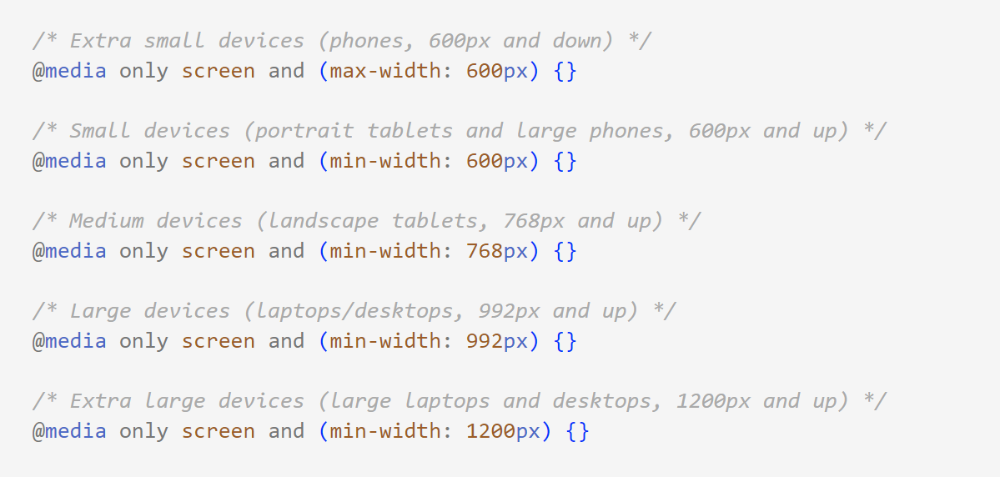 /* Extra small devices (phones, 600px and down) */
@media only screen and (max-width: 600px) {}
/* Small devices (portrait tablets and large phones, 600px and up) */
@media only screen and (min-width: 600px) {}
/* Medium devices (landscape tablets, 768px and up) */
@media only screen and (min-width: 768px) {}
/* Large devices (laptops/desktops, 992px and up) */
@media only screen and (min-width: 992px) {}
/* Extra large devices (large laptops and desktops, 1200px and up) */
@media only screen and (min-width: 1200px) {}